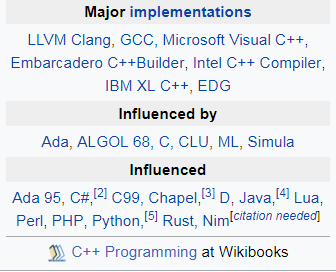 Major implementations
LLVM Clang, GCC, Microsoft Visual C++,
Embarcadero C++Builder, Intel C++ Compiler,
IBM XL C++, EDG
Influenced by
Ada, ALGOL 68, C, CLU, ML, Simula
Influenced
Ada 95, C#,[2] C99, Chapel,[3] D, Java,[4] Lua,
Perl, PHP, Python,[5] Rust, Nim[citation needed]
C++ Programming at Wikibooks